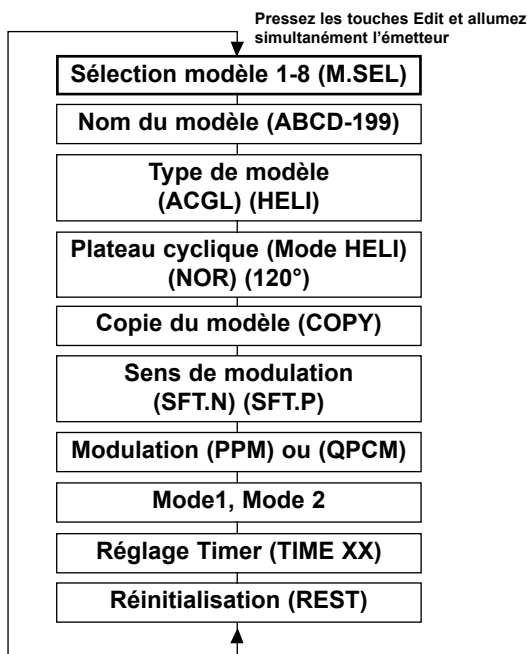 Pressez les touches Edit et allumez
simultanément l’émetteur
Sélection modèle 1-8 (M.SEL)
Nom du modèle (ABCD-199)
Type de modèle
(ACGL) (HELI)
Plateau cyclique (Mode HELI)
(NOR) (120°)
Copie du modèle (COPY)
Sens de modulation
(SFT.N) (SFT.P)
Modulation (PPM) ou (QPCM)
Mode1, Mode 2
Réglage Timer (TIME XX)
Réinitialisation (REST)